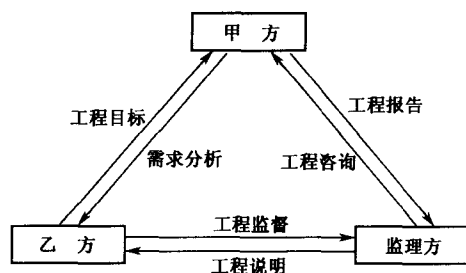 甲 方
工程目标
工程报告
需求分析
工程咨询
工程监督
乙 方
监理方
工程说明